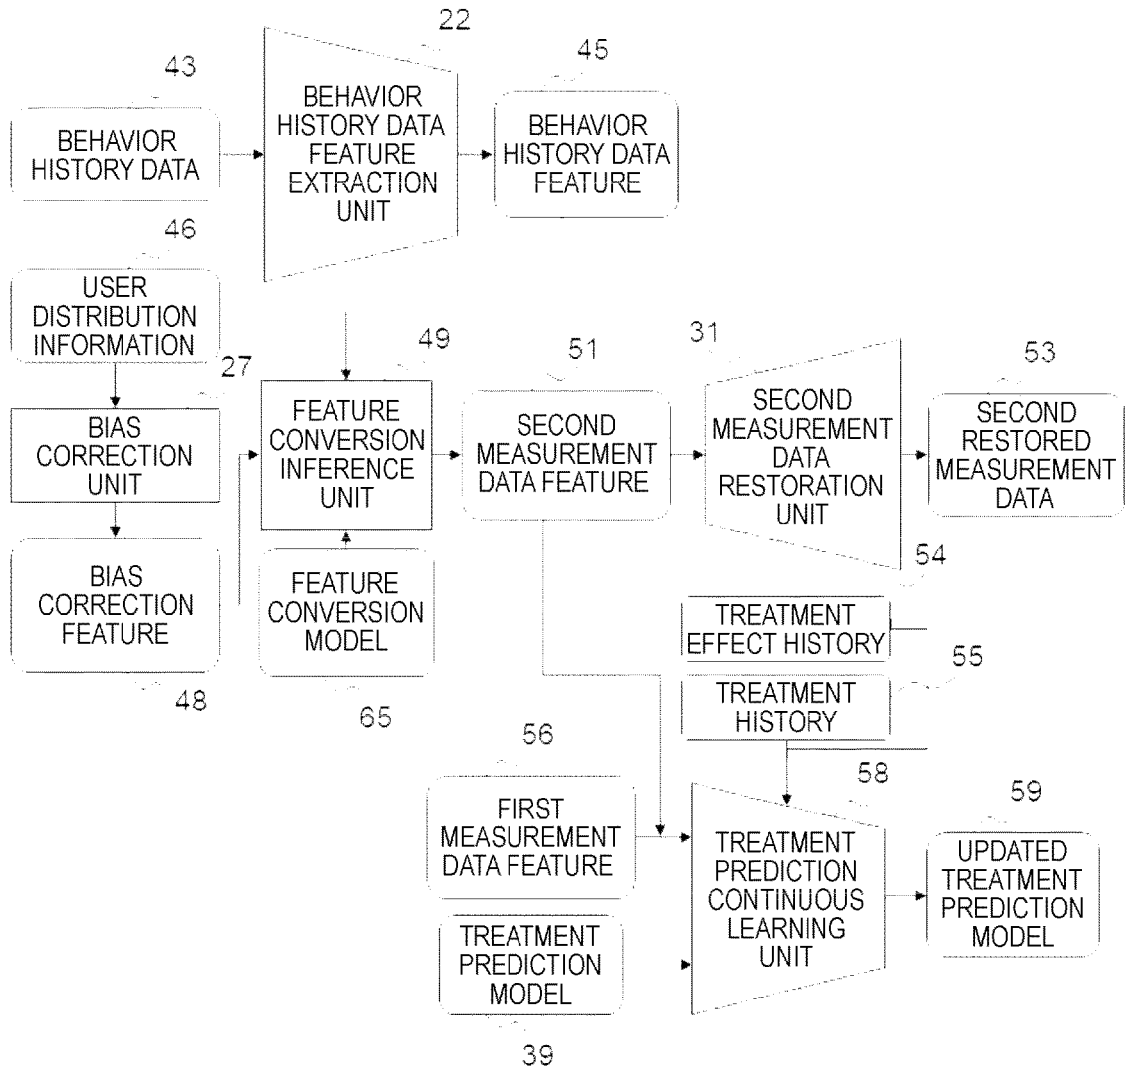 43
BEHAVIOR
HISTORY DATA
22
BEHAVIOR
HISTORY DATA
FEATURE
EXTRACTION
UNIT
45
BEHAVIOR
HISTORY DATA
FEATURE
46
USER
DISTRIBUTION
INFORMATION
27
BIAS
CORRECTION
UNIT
BIAS
CORRECTION
FEATURE
48
49
FEATURE
CONVERSION
INFERENCE
UNIT
FEATURE
CONVERSION
MODEL
65
51
SECOND
MEASUREMENT
DATA FEATURE
31
SECOND
MEASUREMENT
DATA
RESTORATION
UNIT
53
SECOND
RESTORED
MEASUREMENT
DATA
54
TREATMENT
EFFECT HISTORY
55
TREATMENT
HISTORY
56
FIRST
MEASUREMENT
DATA FEATURE
TREATMENT
PREDICTION
MODEL
39
58
TREATMENT
PREDICTION
CONTINUOUS
LEARNING
UNIT
59
UPDATED
TREATMENT
PREDICTION
MODEL